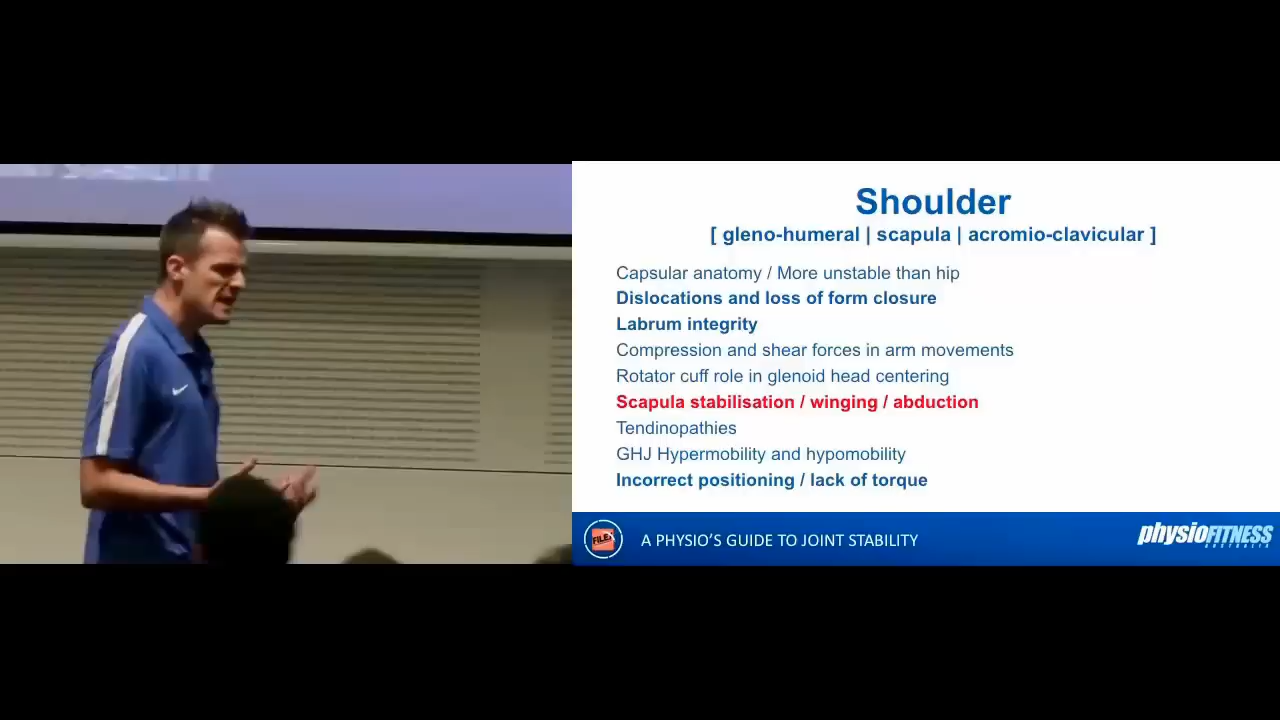 Shoulder
[ gleno-humeral | scapula | acromio-clavicular ]
Capsular anatomy / More unstable than hip
Dislocations and loss of form closure
Labrum integrity
Compression and shear forces in arm movements
Rotator cuff role in glenoid head centering
Scapula stabilisation / winging / abduction
Tendinopathies
GHJ Hypermobility and hypomobility
Incorrect positioning / lack of torque
FILEX
A PHYSIO’S GUIDE TO JOINT STABILITY
physioFITNESS
AUSTRALIA